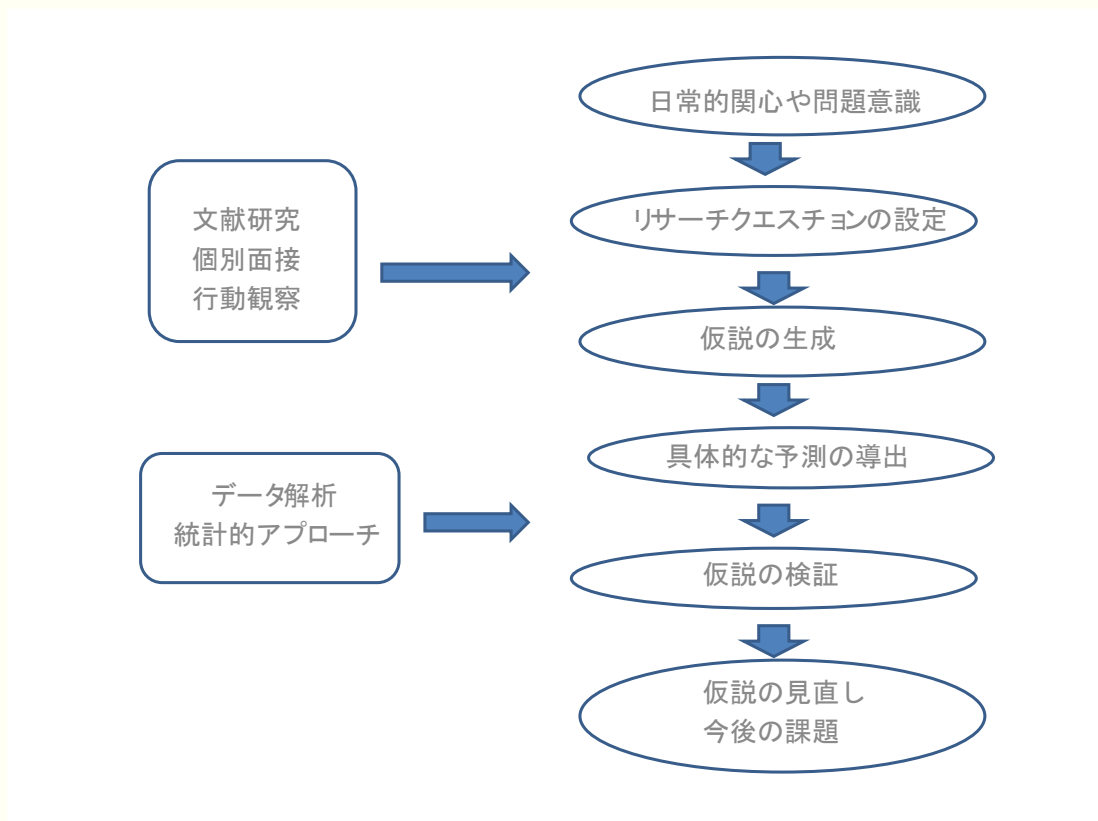 日常的関心や問題意識
文献研究
個別面接
行動観察
リサーチクエスチョンの設定
仮説の生成
具体的な予測の導出
データ解析
統計的アプローチ
仮説の検証
仮説の見直し
今後の課題